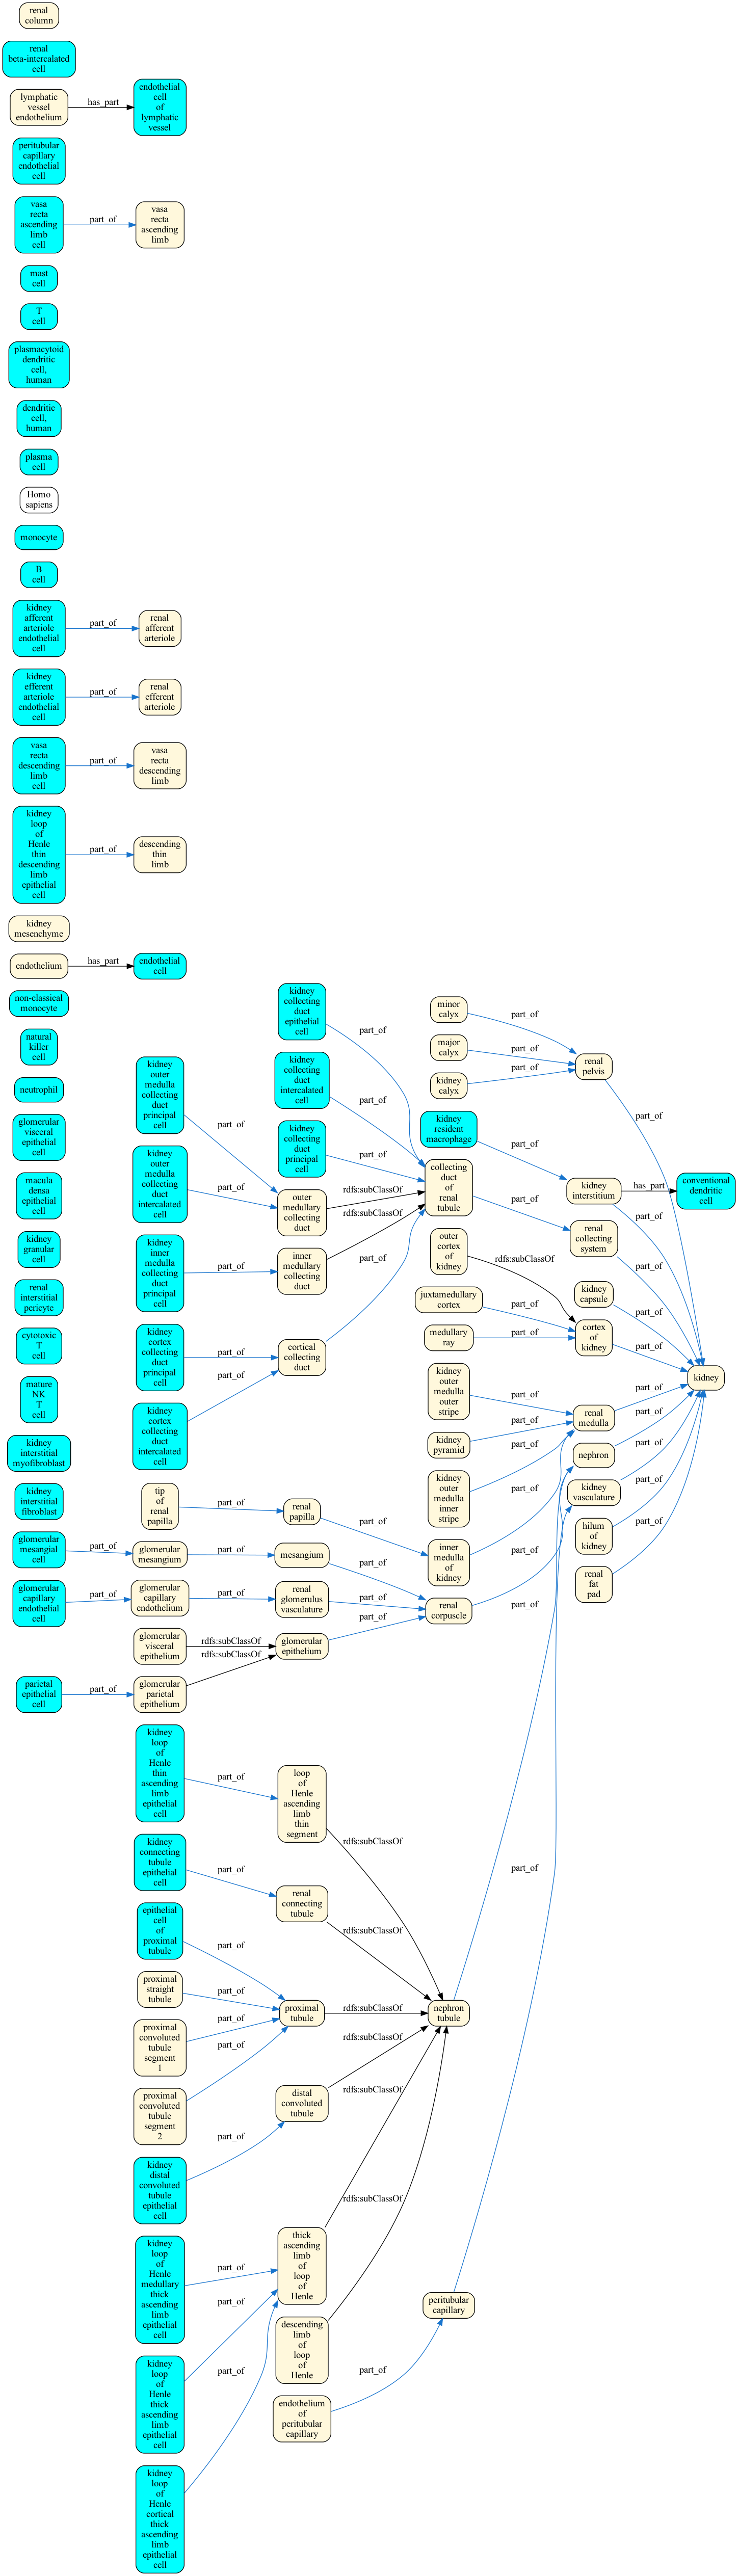 renal
column
renal
beta-intercalated
cell
lymphatic
vessel
endothelium
has_part
endothelial
cell
of
lymphatic
vessel
peritubular
capillary
endothelial
cell
vasa
recta
ascending
limb
cell
part_of
vasa
recta
ascending
limb
mast
cell
T
cell
plasmacytoid
dendritic
cell,
human
dendritic
cell,
human
plasma
cell
Homo
sapiens
monocyte
B
cell
kidney
afferent
arteriole
endothelial
cell
part_of
renal
afferent
arteriole
kidney
efferent
arteriole
endothelial
cell
part_of
renal
efferent
arteriole
vasa
recta
descending
limb
cell
part_of
vasa
recta
descending
limb
kidney
loop
of
Henle
thin
descending
limb
epithelial
cell
part_of
descending
thin
limb
kidney
mesenchyme
endothelium
has_part
endothelial
cell
non-classical
monocyte
natural
killer
cell
neutrophil
glomerular
visceral
epithelial
cell
macula
densa
epithelial
cell
kidney
granular
cell
renal
interstitial
pericyte
cytotoxic
T
cell
mature
NK
T
cell
kidney
interstitial
myofibroblast
kidney
interstitial
fibroblast
glomerular
mesangial
cell
part_of
glomerular
mesangium
part_of
mesangium
part_of
glomerular
capillary
endothelial
cell
part_of
glomerular
capillary
endothelium
part_of
renal
glomerulus
vasculature
part_of
glomerular
visceral
epithelium
rdfs:subClassOf
rdfs:subClassOf
glomerular
epithelium
part_of
renal
corpuscle
part_of
parietal
epithelial
cell
part_of
glomerular
parietal
epithelium
kidney
outer
medulla
collecting
duct
principal
cell
part_of
kidney
outer
medulla
collecting
duct
intercalated
cell
part_of
outer
medullary
collecting
duct
rdfs:subClassOf
kidney
inner
medulla
collecting
duct
principal
cell
part_of
inner
medullary
collecting
duct
rdfs:subClassOf
kidney
cortex
collecting
duct
principal
cell
part_of
kidney
cortex
collecting
duct
intercalated
cell
part_of
cortical
collecting
duct
part_of
kidney
collecting
duct
epithelial
cell
part_of
kidney
collecting
duct
intercalated
cell
part_of
kidney
collecting
duct
principal
cell
part_of
collecting
duct
of
renal
tubule
part_of
renal
collecting
system
part_of
minor
calyx
part_of
major
calyx
part_of
kidney
calyx
part_of
renal
pelvis
part_of
kidney
resident
macrophage
part_of
kidney
interstitium
has_part
conventional
dendritic
cell
part_of
outer
cortex
of
kidney
rdfs:subClassOf
juxtamedullary
cortex
part_of
medullary
ray
part_of
cortex
of
kidney
part_of
kidney
capsule
part_of
kidney
kidney
outer
medulla
outer
stripe
part_of
kidney
pyramid
part_of
kidney
outer
medulla
inner
stripe
part_of
renal
medulla
part_of
tip
of
renal
papilla
part_of
renal
papilla
part_of
inner
medulla
of
kidney
part_of
nephron
part_of
kidney
vasculature
part_of
hilum
of
kidney
part_of
renal
fat
pad
part_of
kidney
loop
of
Henle
thin
ascending
limb
epithelial
cell
part_of
loop
of
Henle
ascending
limb
thin
segment
rdfs:subClassOf
kidney
connecting
tubule
epithelial
cell
part_of
renal
connecting
tubule
rdfs:subClassOf
epithelial
cell
of
proximal
tubule
part_of
proximal
straight
tubule
part_of
proximal
convoluted
tubule
segment
1
part_of
proximal
convoluted
tubule
segment
2
part_of
proximal
tubule
rdfs:subClassOf
nephron
tubule
part_of
kidney
distal
convoluted
tubule
epithelial
cell
part_of
distal
convoluted
tubule
rdfs:subClassOf
kidney
loop
of
Henle
medullary
thick
ascending
limb
epithelial
cell
part_of
kidney
loop
of
Henle
thick
ascending
limb
epithelial
cell
part_of
kidney
loop
of
Henle
cortical
thick
ascending
limb
epithelial
cell
part_of
thick
ascending
limb
of
loop
of
Henle
rdfs:subClassOf
descending
limb
of
loop
of
Henle
rdfs:subClassOf
endothelium
of
peritubular
capillary
part_of
peritubular
capillary
part_of